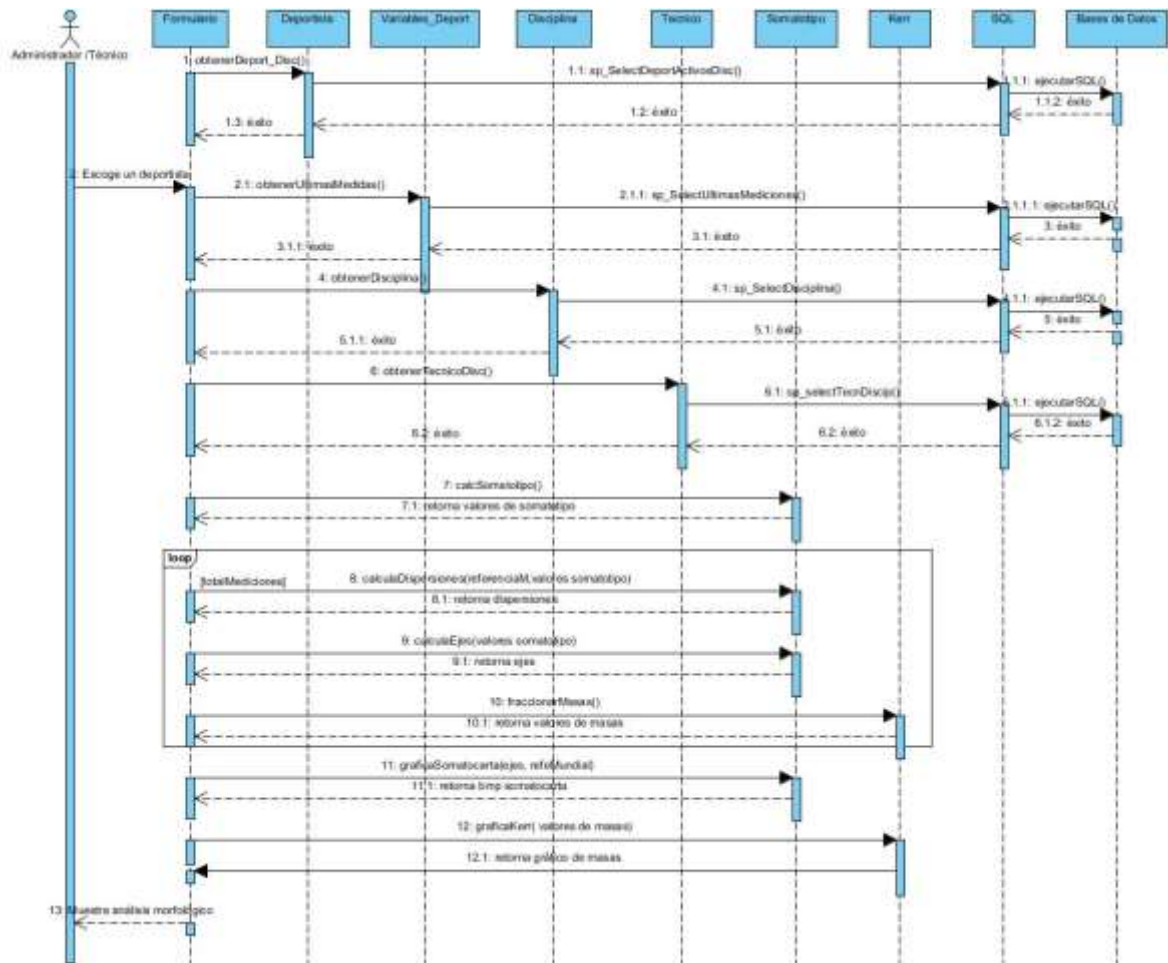 Formulario
Deportista
Variables_Deport
Disciplina
Tecnico
Somatotipo
Kerr
SQL
Bases de Datos
Administrador /Técnico
1: obtenerDeport_Disc()
1.1: sp_SelectDeportActivosDisc()
1.1.1: ejecutarSQL()
1.1.2: éxito
1.2: éxito
1.3: éxito
2: Escoge un deportista
2.1: obtenerUltimasMedidas()
2.1.1: sp_SelectUltimasMediciones()
2.1.1.1: ejecutarSQL()
3: éxito
3.1: éxito
3.1.1: éxito
4: obtenerDisciplina()
4.1: sp_SelectDisciplina()
4.1.1: ejecutarSQL()
5: éxito
5.1: éxito
5.1.1: éxito
6: obtenerTecnicoDisc()
6.1: sp_selectTecnDiscip()
6.1.1: ejecutarSQL()
6.1.2: éxito
6.2: éxito
6.2: éxito
7: calcSomatotipo()
7.1: retorna valores de somatotipo
loop
[totalMediciones]
8: calculaDispersiones(referenciaM,valores somatotipo)
8.1: retorna dispersiones
9: calculaEjes(valores somatotipo)
9.1: retorna ejes
10: fraccionarMasas()
10.1: retorna valores de masas
11: graficaSomatocarta(ejes, refeMundial)
11.1: retorna bmp somatocarta
12: graficaKerr( valores de masas)
12.1: retorna gráfico de masas
13: Muestra análisis morfológico